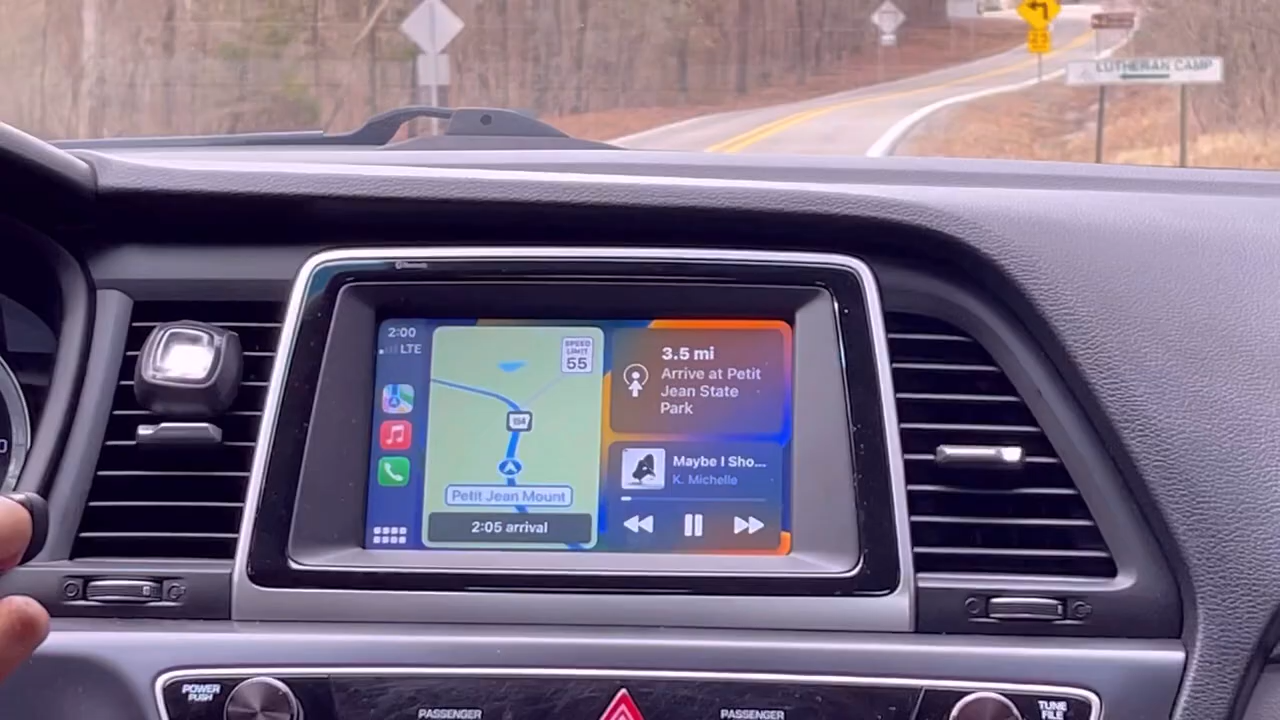 LUTHERAN CAMP
2:00
LTE
SPEED
LIMIT
55
154
Petit Jean Mount
2:05 arrival
3.5 mi
Arrive at Petit
Jean State
Park
Maybe I Sho...
K. Michelle
POWER
PUSH
PASSENGER
PASSENGER
TUNE
FILE